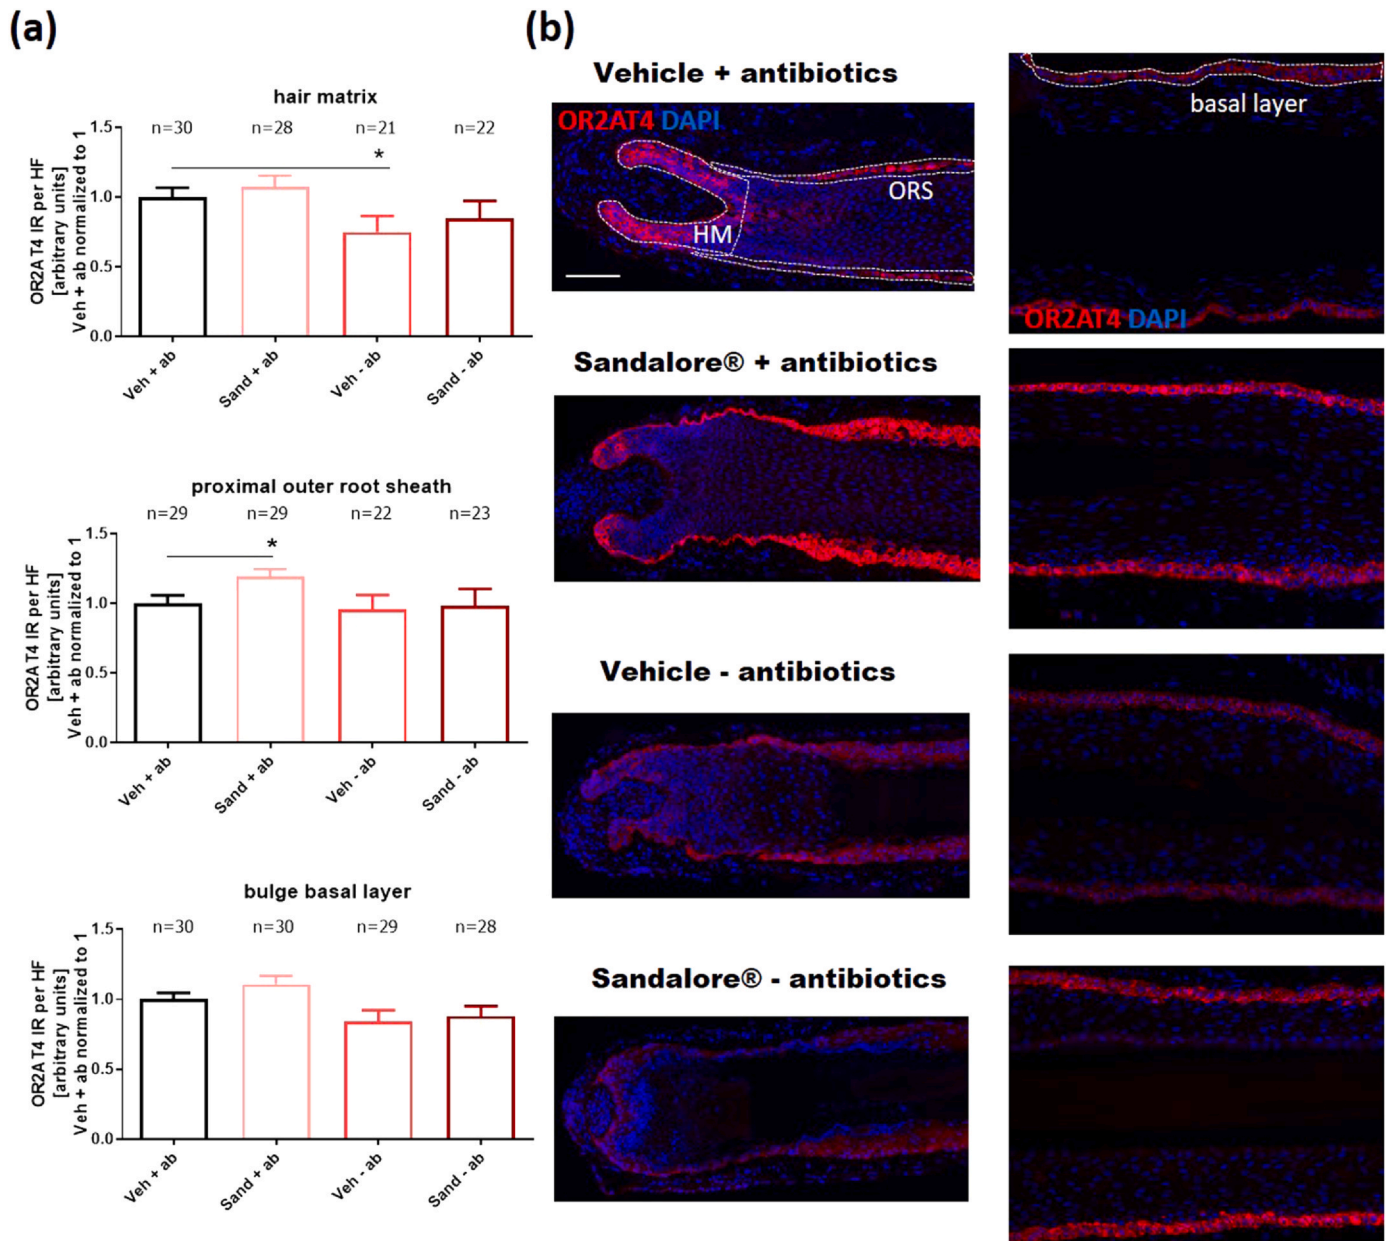 (a)
hair matrix
n=30 n=28 n=21 n=22
*
OR2A T4 IR per HF
[arbitrary units]
Veh + ab normalized to 1
1.5
1.0
0.5
0.0
Veh + ab
Sand + ab
Veh - ab
Sand - ab
proximal outer root sheath
n=29 n=29 n=22 n=23
*
OR2A T4 IR per HF
[arbitrary units]
Veh + ab normalized to 1
1.5
1.0
0.5
0.0
Veh + ab
Sand + ab
Veh - ab
Sand - ab
bulge basal layer
n=30 n=30 n=29 n=28
OR2A T4 IR per HF
[arbitrary units]
Veh + ab normalized to 1
1.5
1.0
0.5
0.0
Veh + ab
Sand + ab
Veh - ab
Sand - ab
(b)
Vehicle + antibiotics
OR2AT4 DAPI
ORS
HM
basal layer
OR2AT4 DAPI
Sandalore® + antibiotics
Vehicle - antibiotics
Sandalore® - antibiotics